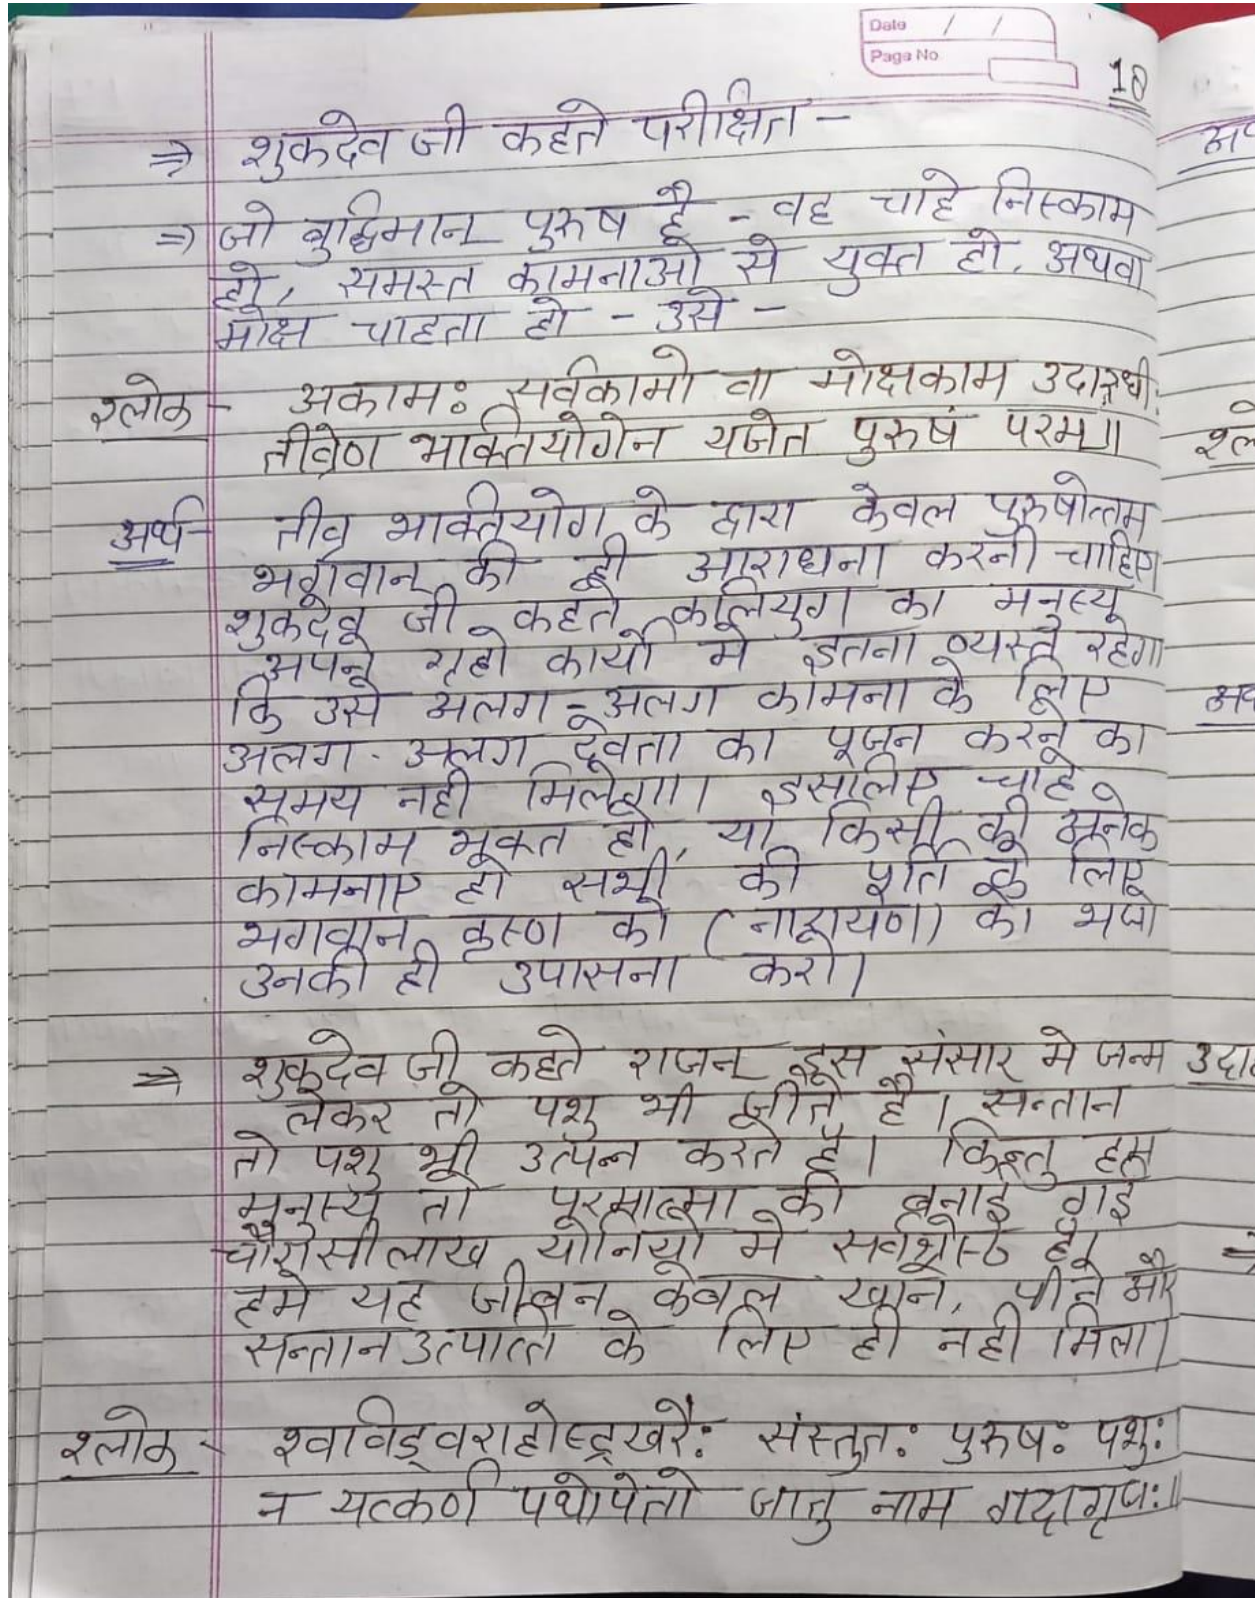 Date / /
Page No.
10
⇒ शुकदेव जी कहते परीक्षित -
⇒ जो बुद्धिमान पुरुष है - वह चाहे निस्काम
हो, समस्त कामनाओ से युक्त हो, अथवा
मोक्ष चाहता हो - उसे -
श्लोक - अकामः सर्वकामो वा मोक्षकाम उदारधीः
तीव्रेण भक्तियोगेन यजेत पुरुषं परम॥
अर्थ - तीव्र भक्तियोग के द्वारा केवल पुरुषोत्तम
भगवान की ही आराधना करनी चाहिए
शुकदेव जी कहते कलियुग का मनुस्य
अपने गृहो कार्यो मे इतना व्यस्त रहेगा
कि उसे अलग - अलग कामना के लिए
अलग - अलग देवता का पूजन करने का
समय नही मिलेगा। इसलिए चाहे
निस्काम भक्त हो, या किसी की अनेक
कामनाए हो सभी की पूर्ति के लिए
भगवान कृस्ण को (नारायण) को भजो
उनकी ही उपासना करो।
⇒ शुकदेव जी कहते राजन इस संसार मे जन्म
लेकर तो पशु भी जीते है। सन्तान
तो पशु भी उत्पन्न करते है। किन्तु हम
मनुस्य तो परमात्मा की बनाई गई
चौरासी लाख योनियो मे सर्वश्रेस्ठ है।
हमे यह जीवन केवल खाने, पीने और
सन्तान उत्पत्ति के लिए ही नही मिला।
श्लोक - श्वविड्वराहोस्ट्रखरैः संस्तुतः पुरुषः पशुः
न यत्कर्ण पथोपेतो जातु नाम गदाग्रजः॥